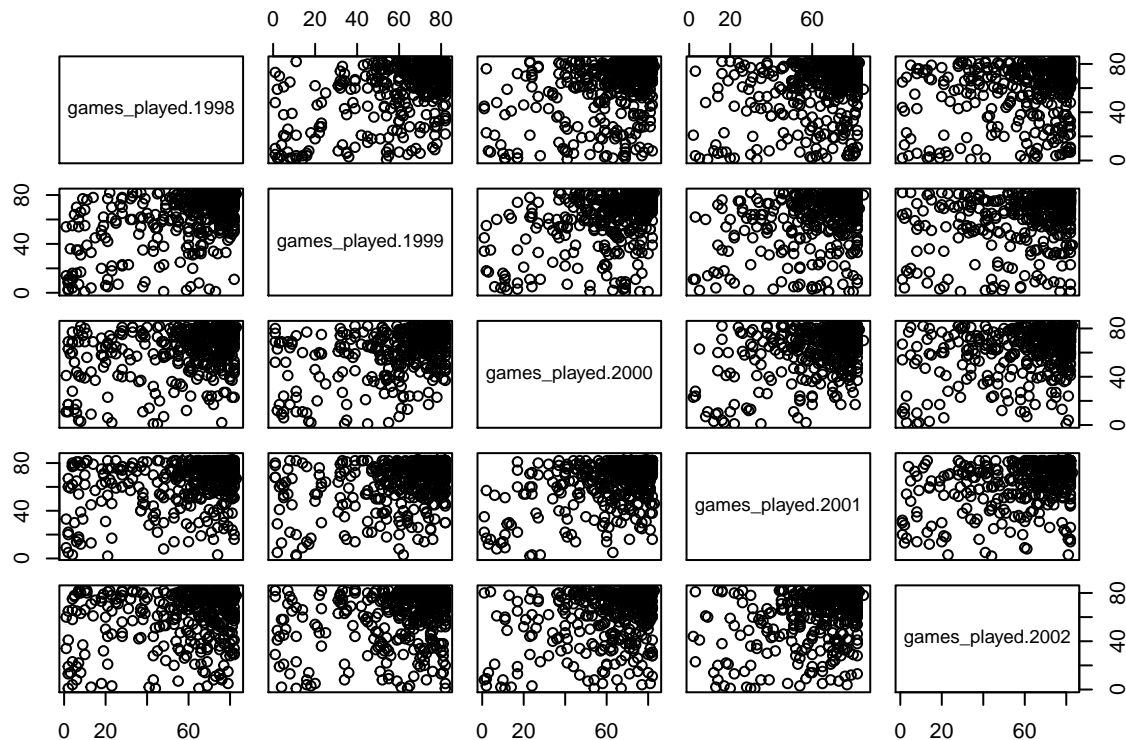 0 20 40 60 80
0 20 60
games_played.1998
0 40 80
0 40 80
games_played.1999
games_played.2000
0 40 80
0 40 80
games_played.2001
games_played.2002
0 40 80
0 20 60
0 20 40 60 80
0 20 60